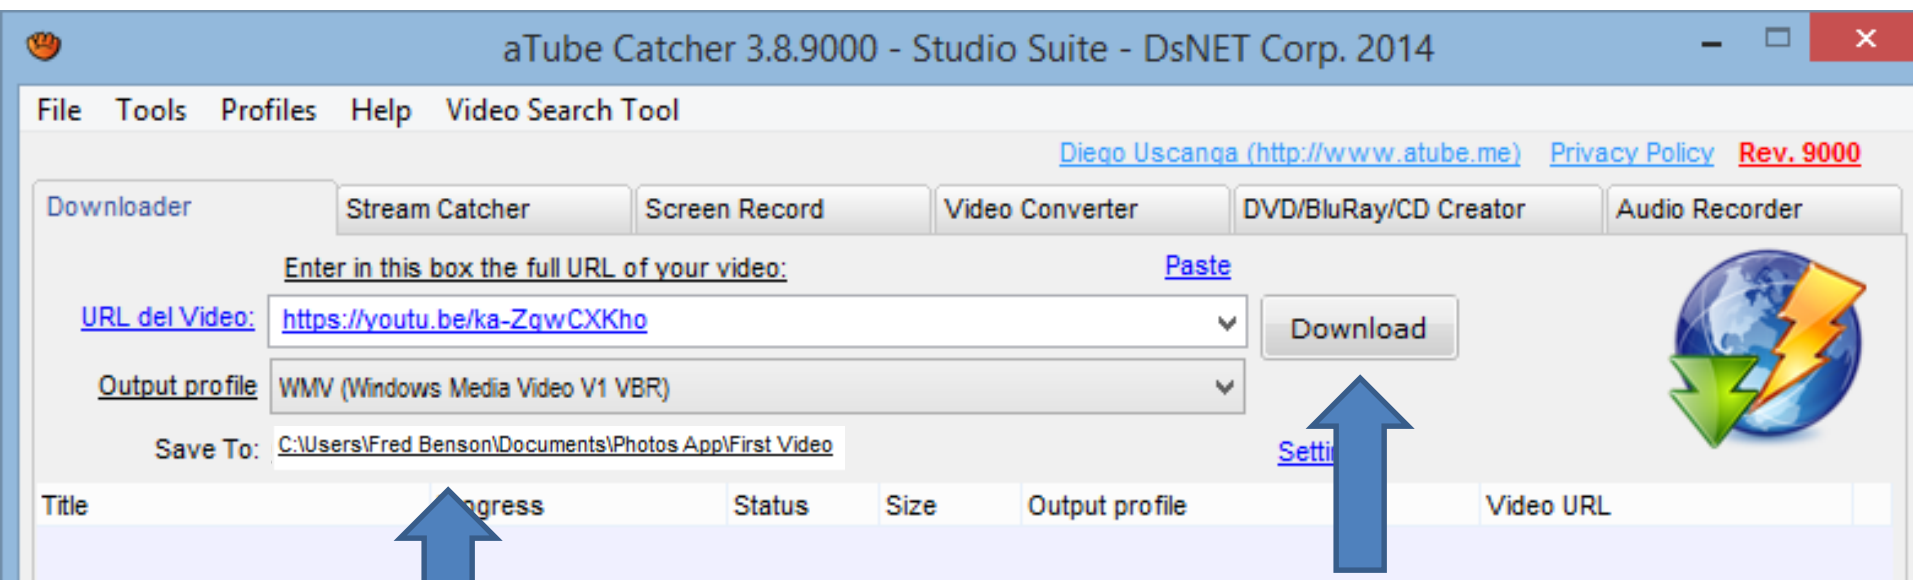 aTube Catcher 3.8.9000 - Studio Suite - DsNET Corp. 2014
File Tools Profiles Help Video Search Tool
Diego Uscanga (http://www.atube.me) Privacy Policy Rev. 9000
Downloader Stream Catcher Screen Record Video Converter DVD/BluRay/CD Creator Audio Recorder
Enter in this box the full URL of your video: Paste
URL del Video: https://youtu.be/ka-ZqwCXKho Download
Output profile WMV (Windows Media Video V1 VBR)
Save To: C:\Users\Fred Benson\Documents\Photos App\First Video
Title Status Size Output profile Video URL